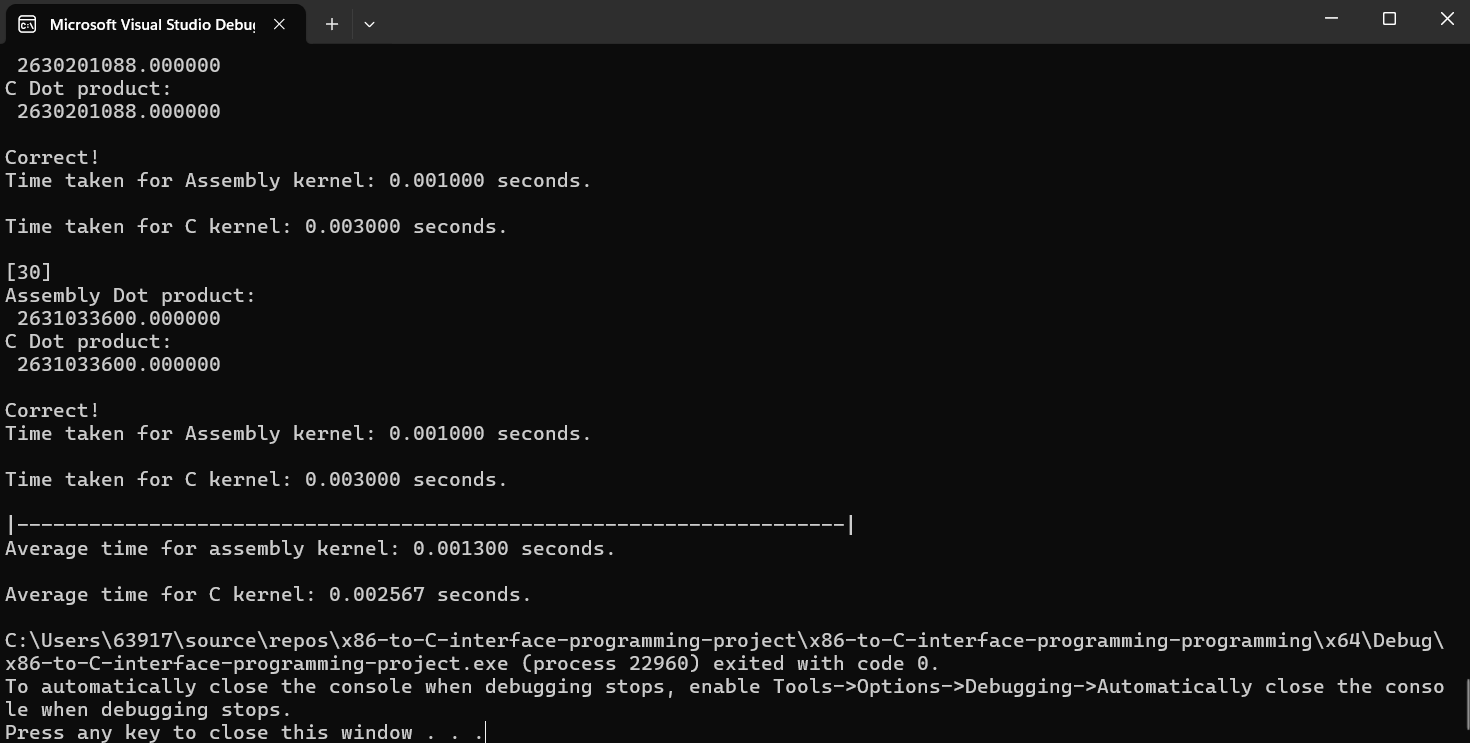 Microsoft Visual Studio Debu
2630201088.000000
C Dot product:
2630201088.000000
Correct!
Time taken for Assembly kernel: 0.001000 seconds.
Time taken for C kernel: 0.003000 seconds.
[30]
Assembly Dot product:
2631033600.000000
C Dot product:
2631033600.000000
Correct!
Time taken for Assembly kernel: 0.001000 seconds.
Time taken for C kernel: 0.003000 seconds.
|---------------------------------------------------------------------|
Average time for assembly kernel: 0.001300 seconds.
Average time for C kernel: 0.002567 seconds.
C:\Users\63917\source\repos\x86-to-C-interface-programming-project\x86-to-C-interface-programming-programming\x64\Debug\
x86-to-C-interface-programming-project.exe (process 22960) exited with code 0.
To automatically close the console when debugging stops, enable Tools->Options->Debugging->Automatically close the conso
le when debugging stops.
Press any key to close this window . . .